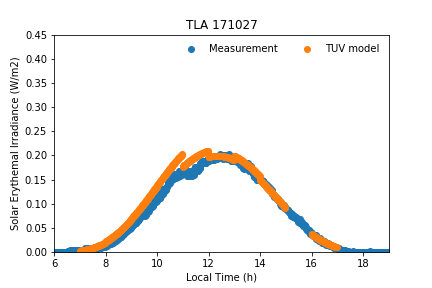 TLA 171027
Measurement TUV model
Solar Erythemal Irradiance (W/m2)
0.45
0.40
0.35
0.30
0.25
0.20
0.15
0.10
0.05
0.00
6 8 10 12 14 16 18
Local Time (h)